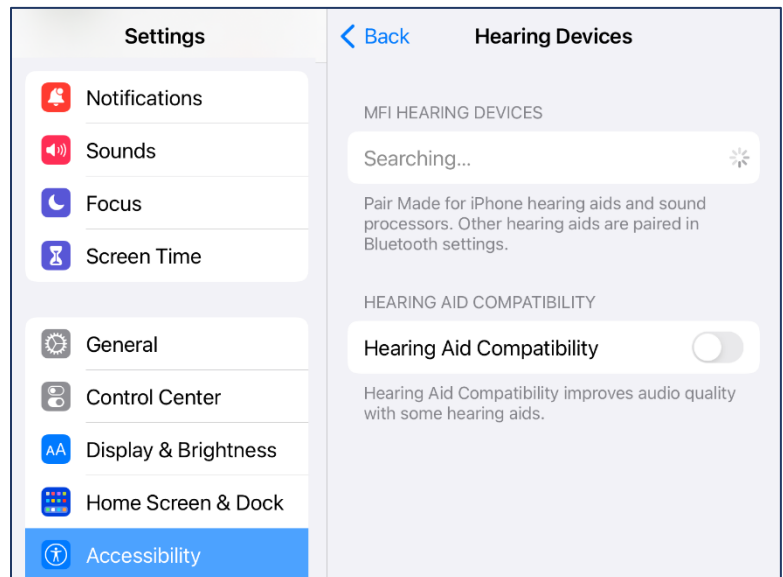 Settings
Notifications
Sounds
Focus
Screen Time
General
Control Center
AA Display & Brightness
Home Screen & Dock
Accessibility
Back Hearing Devices
MFI HEARING DEVICES
Searching...
Pair Made for iPhone hearing aids and sound
processors. Other hearing aids are paired in
Bluetooth settings.
HEARING AID COMPATIBILITY
Hearing Aid Compatibility
Hearing Aid Compatibility improves audio quality
with some hearing aids.